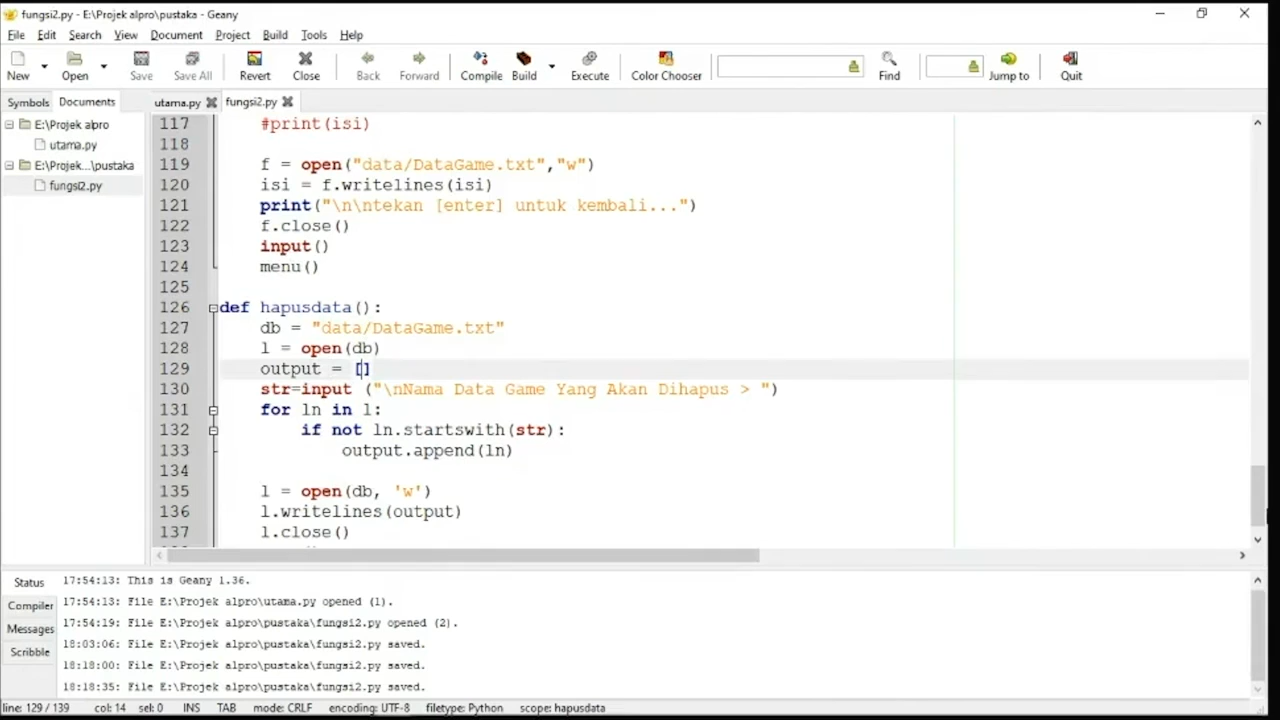 fungsi2.py - E:\Projek alpro\pustaka - Geany
File Edit Search View Document Project Build Tools Help
New Open Save Save All Revert Close Back Forward Compile Build Execute Color Chooser Find Jump to Quit
Symbols Documents utama.py fungsi2.py
E:\Projek alpro
utama.py
E:\Projek...\pustaka
fungsi2.py
117 #print(isi)
118
119 f = open("data/DataGame.txt","w")
120 isi = f.writelines(isi)
121 print("\n\ntekan [enter] untuk kembali...")
122 f.close()
123 input()
124 menu()
125
126 def hapusdata():
127 db = "data/DataGame.txt"
128 l = open(db)
129 output = []
130 str=input ("\nNama Data Game Yang Akan Dihapus > ")
131 for ln in l:
132 if not ln.startswith(str):
133 output.append(ln)
134
135 l = open(db, 'w')
136 l.writelines(output)
137 l.close()
Status
Compiler
Messages
Scribble
17:54:13: This is Geany 1.36.
17:54:13: File E:\Projek alpro\utama.py opened (1).
17:54:19: File E:\Projek alpro\pustaka\fungsi2.py opened (2).
18:03:06: File E:\Projek alpro\pustaka\fungsi2.py saved.
18:18:00: File E:\Projek alpro\pustaka\fungsi2.py saved.
18:18:35: File E:\Projek alpro\pustaka\fungsi2.py saved.
line: 129 / 139 col: 14 sel: 0 INS TAB mode: CRLF encoding: UTF-8 filetype: Python scope: hapusdata